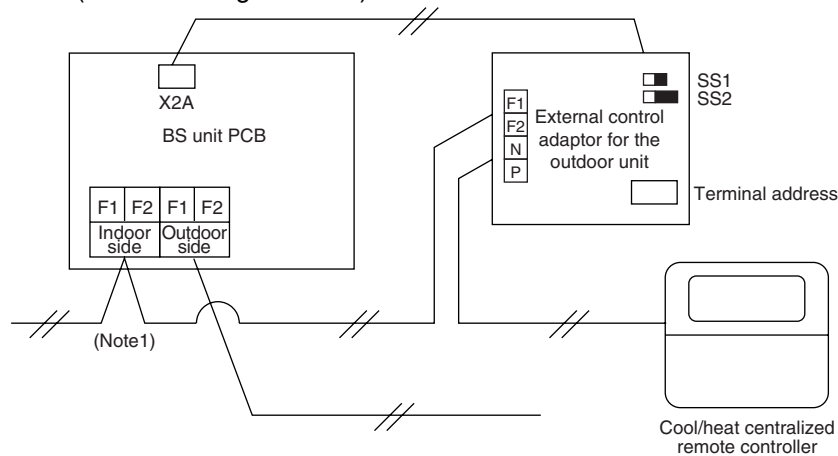 X2A
BS unit PCB
F1 F2 F1 F2
Indoor side
Outdoor side
(Note1)
F1
F2
N
P
External control
adaptor for the
outdoor unit
SS1
SS2
Terminal address
Cool/heat centralized
remote controller